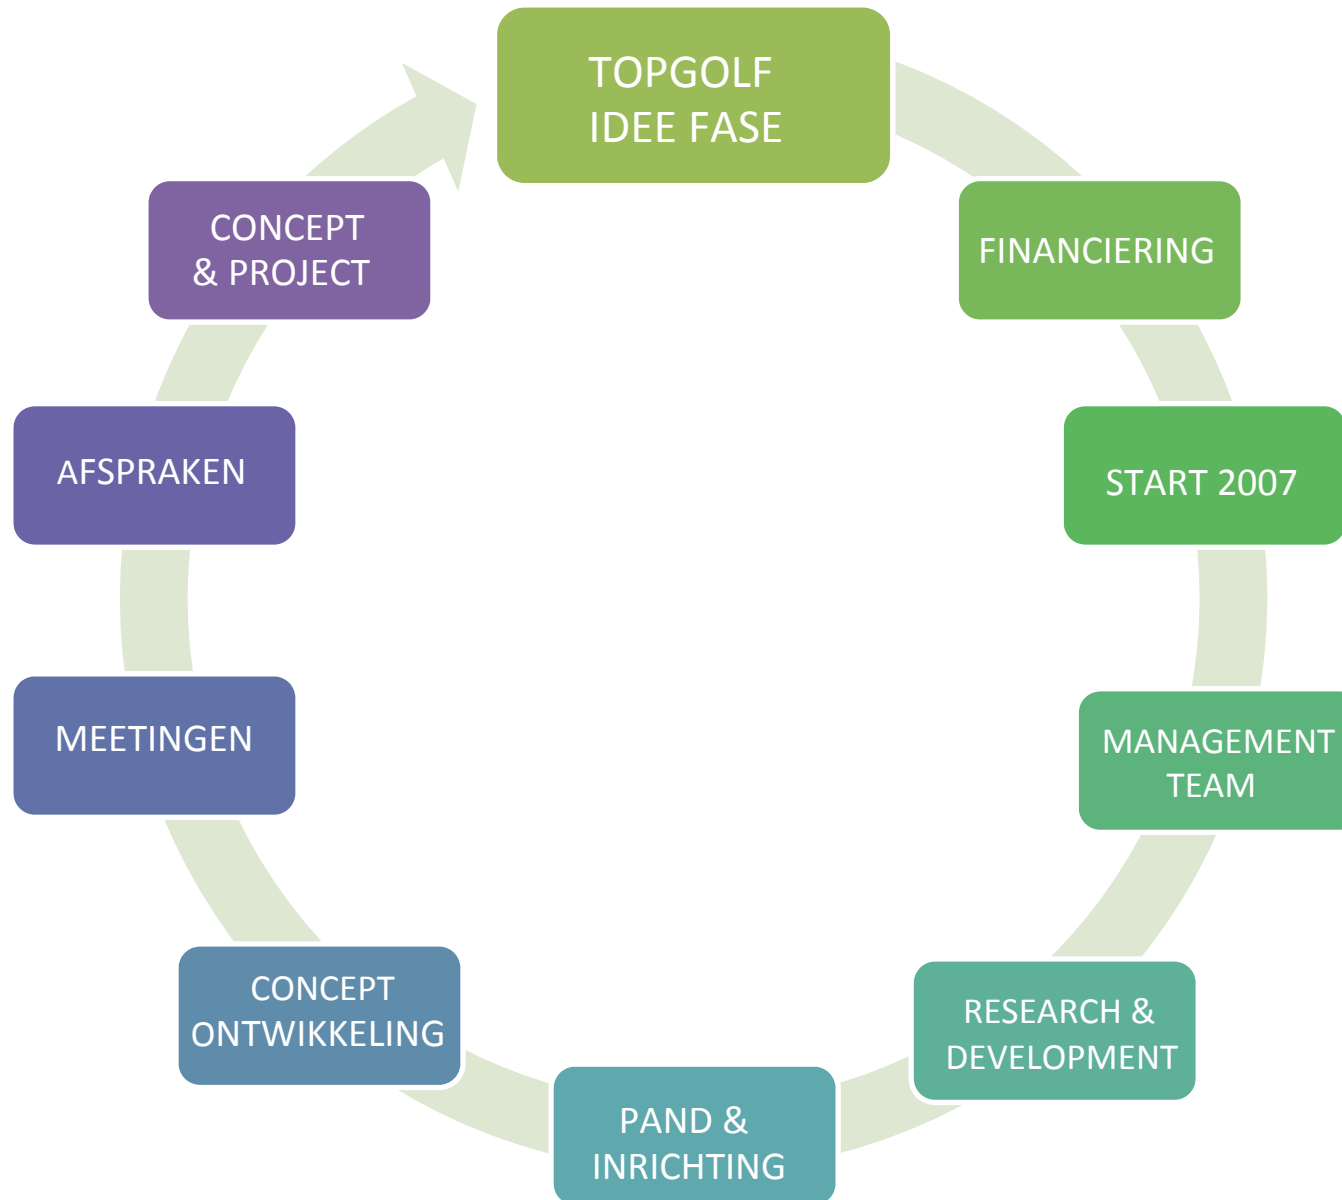 TOPGOLF
IDEE FASE
FINANCIERING
START 2007
MANAGEMENT
TEAM
RESEARCH &
DEVELOPMENT
PAND &
INRICHTING
CONCEPT
ONTWIKKELING
MEETINGEN
AFSPRAKEN
CONCEPT
& PROJECT